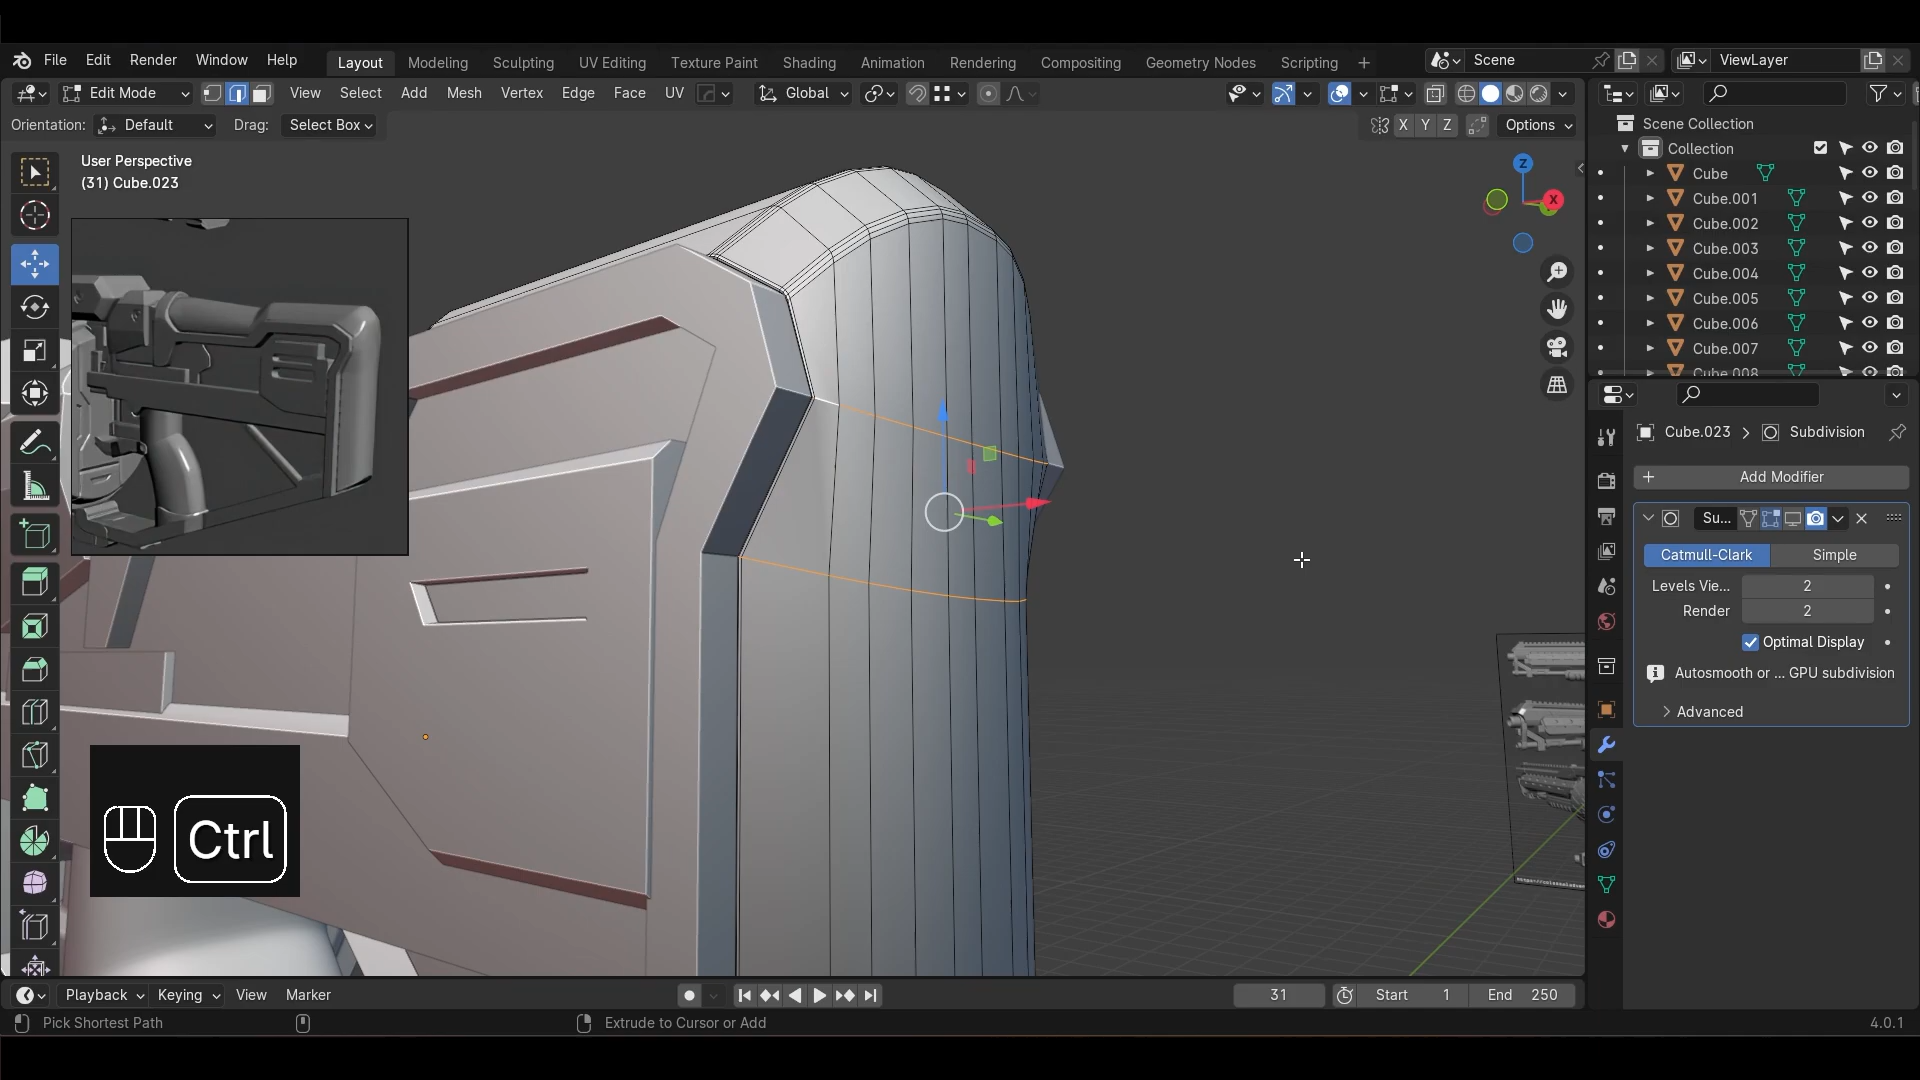 File Edit Render Window Help Layout Modeling Sculpting UV Editing Texture Paint Shading Animation Rendering Compositing Geometry Nodes Scripting Scene ViewLayer
Edit Mode View Select Add Mesh Vertex Edge Face UV Global
Orientation: Default Drag: Select Box X Y Z Options
User Perspective
(31) Cube.023
Z
X
Scene Collection
Collection
Cube
Cube.001
Cube.002
Cube.003
Cube.004
Cube.005
Cube.006
Cube.007
Cube.008
Cube.023 Subdivision
Add Modifier
Su...
Catmull-Clark Simple
Levels Vie... 2
Render 2
Optimal Display
Autosmooth or ... GPU subdivision
Advanced
Ctrl
Playback Keying View Marker 31 Start 1 End 250
Pick Shortest Path Extrude to Cursor or Add 4.0.1